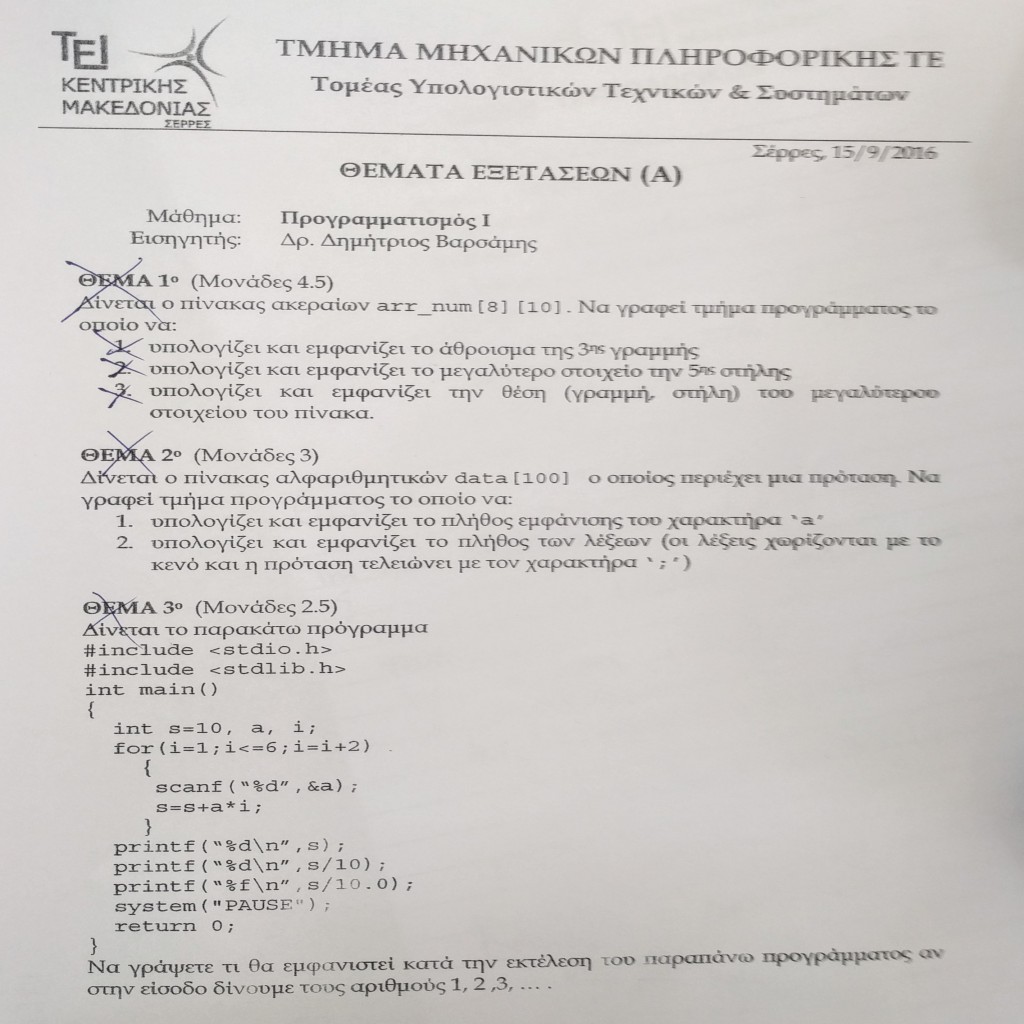 ΤΕΙ
ΚΕΝΤΡΙΚΗΣ
ΜΑΚΕΔΟΝΙΑΣ
ΣΕΡΡΕΣ
ΤΜΗΜΑ ΜΗΧΑΝΙΚΩΝ ΠΛΗΡΟΦΟΡΙΚΗΣ ΤΕ
Τομέας Υπολογιστικών Τεχνικών & Συστημάτων
Σέρρες, 15/9/2016
ΘΕΜΑΤΑ ΕΞΕΤΑΣΕΩΝ (Α)
Μάθημα: Προγραμματισμός Ι
Εισηγητής: Δρ. Δημήτριος Βαρσάμης
ΘΕΜΑ 1ο (Μονάδες 4.5)
Δίνεται ο πίνακας ακεραίων arr_num[8][10]. Να γραφεί τμήμα προγράμματος το
οποίο να:
1. υπολογίζει και εμφανίζει το άθροισμα της 3ης γραμμής
2. υπολογίζει και εμφανίζει το μεγαλύτερο στοιχείο την 5ης στήλης
3. υπολογίζει και εμφανίζει την θέση (γραμμή, στήλη) του μεγαλύτερου
στοιχείου του πίνακα.
ΘΕΜΑ 2ο (Μονάδες 3)
Δίνεται ο πίνακας αλφαριθμητικών data[100] ο οποίος περιέχει μια πρόταση. Να
γραφεί τμήμα προγράμματος το οποίο να:
1. υπολογίζει και εμφανίζει το πλήθος εμφάνισης του χαρακτήρα ‘a’
2. υπολογίζει και εμφανίζει το πλήθος των λέξεων (οι λέξεις χωρίζονται με το
κενό και η πρόταση τελειώνει με τον χαρακτήρα ‘;’)
ΘΕΜΑ 3ο (Μονάδες 2.5)
Δίνεται το παρακάτω πρόγραμμα
#include <stdio.h>
#include <stdlib.h>
int main()
{
int s=10, a, i;
for(i=1;i<=6;i=i+2)
{
scanf(“%d”,&a);
s=s+a*i;
}
printf(“%d\n”,s);
printf(“%d\n”,s/10);
printf(“%f\n”,s/10.0);
system("PAUSE");
return 0;
}
Να γράψετε τι θα εμφανιστεί κατά την εκτέλεση του παραπάνω προγράμματος αν
στην είσοδο δίνουμε τους αριθμούς 1, 2 ,3, … .